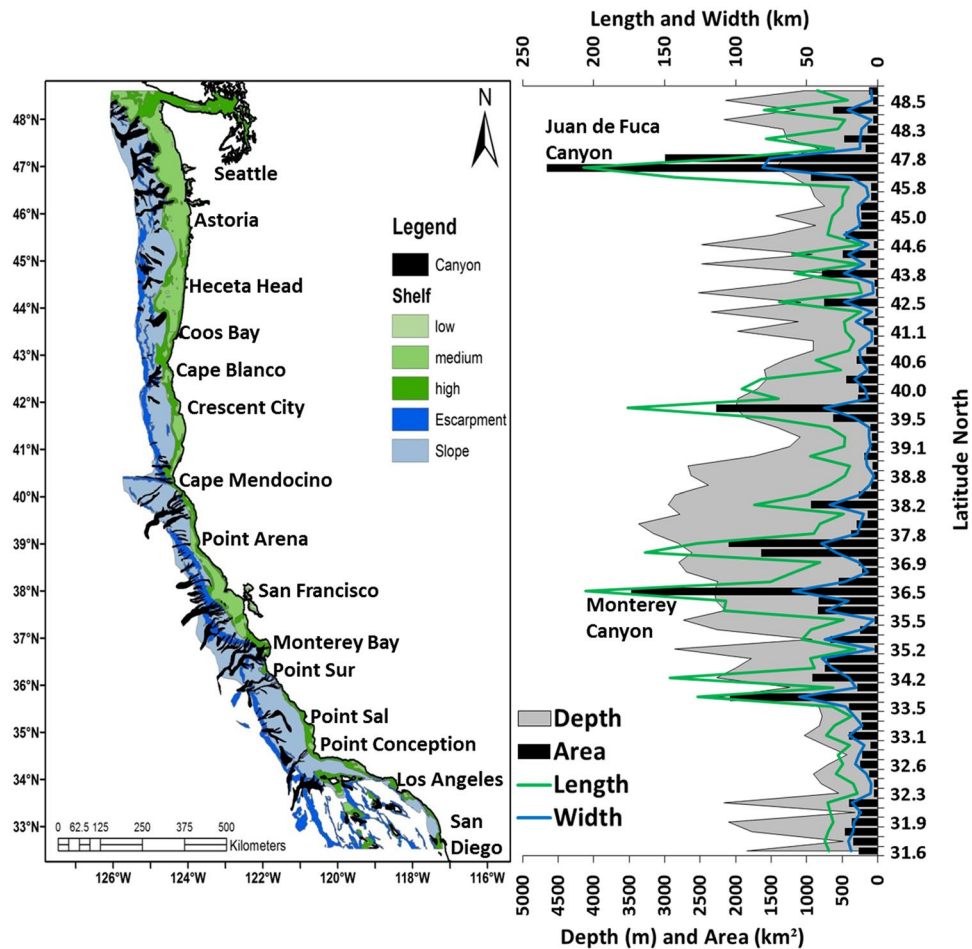 48°N
47°N
46°N
45°N
44°N
43°N
42°N
41°N
40°N
39°N
38°N
37°N
36°N
35°N
34°N
33°N
N
Seattle
Astoria
Heceta Head
Coos Bay
Cape Blanco
Crescent City
Cape Mendocino
Point Arena
San Francisco
Monterey Bay
Point Sur
Point Sal
Point Conception
Los Angeles
San
Diego
Legend
Canyon
Shelf
low
medium
high
Escarpment
Slope
0 62.5 125 250 375 500
Kilometers
126°W 124°W 122°W 120°W 118°W 116°W
Length and Width (km)
250 200 150 100 50 0
Juan de Fuca
Canyon
Monterey
Canyon
Depth
Area
Length
Width
48.5
48.3
47.8
45.8
45.0
44.6
43.8
42.5
41.1
40.6
40.0
39.5
39.1
38.8
38.2
37.8
36.9
36.5
35.5
35.2
34.2
33.5
33.1
32.6
32.3
31.9
31.6
Latitude North
5000 4500 4000 3500 3000 2500 2000 1500 1000 500 0
Depth (m) and Area (km²)